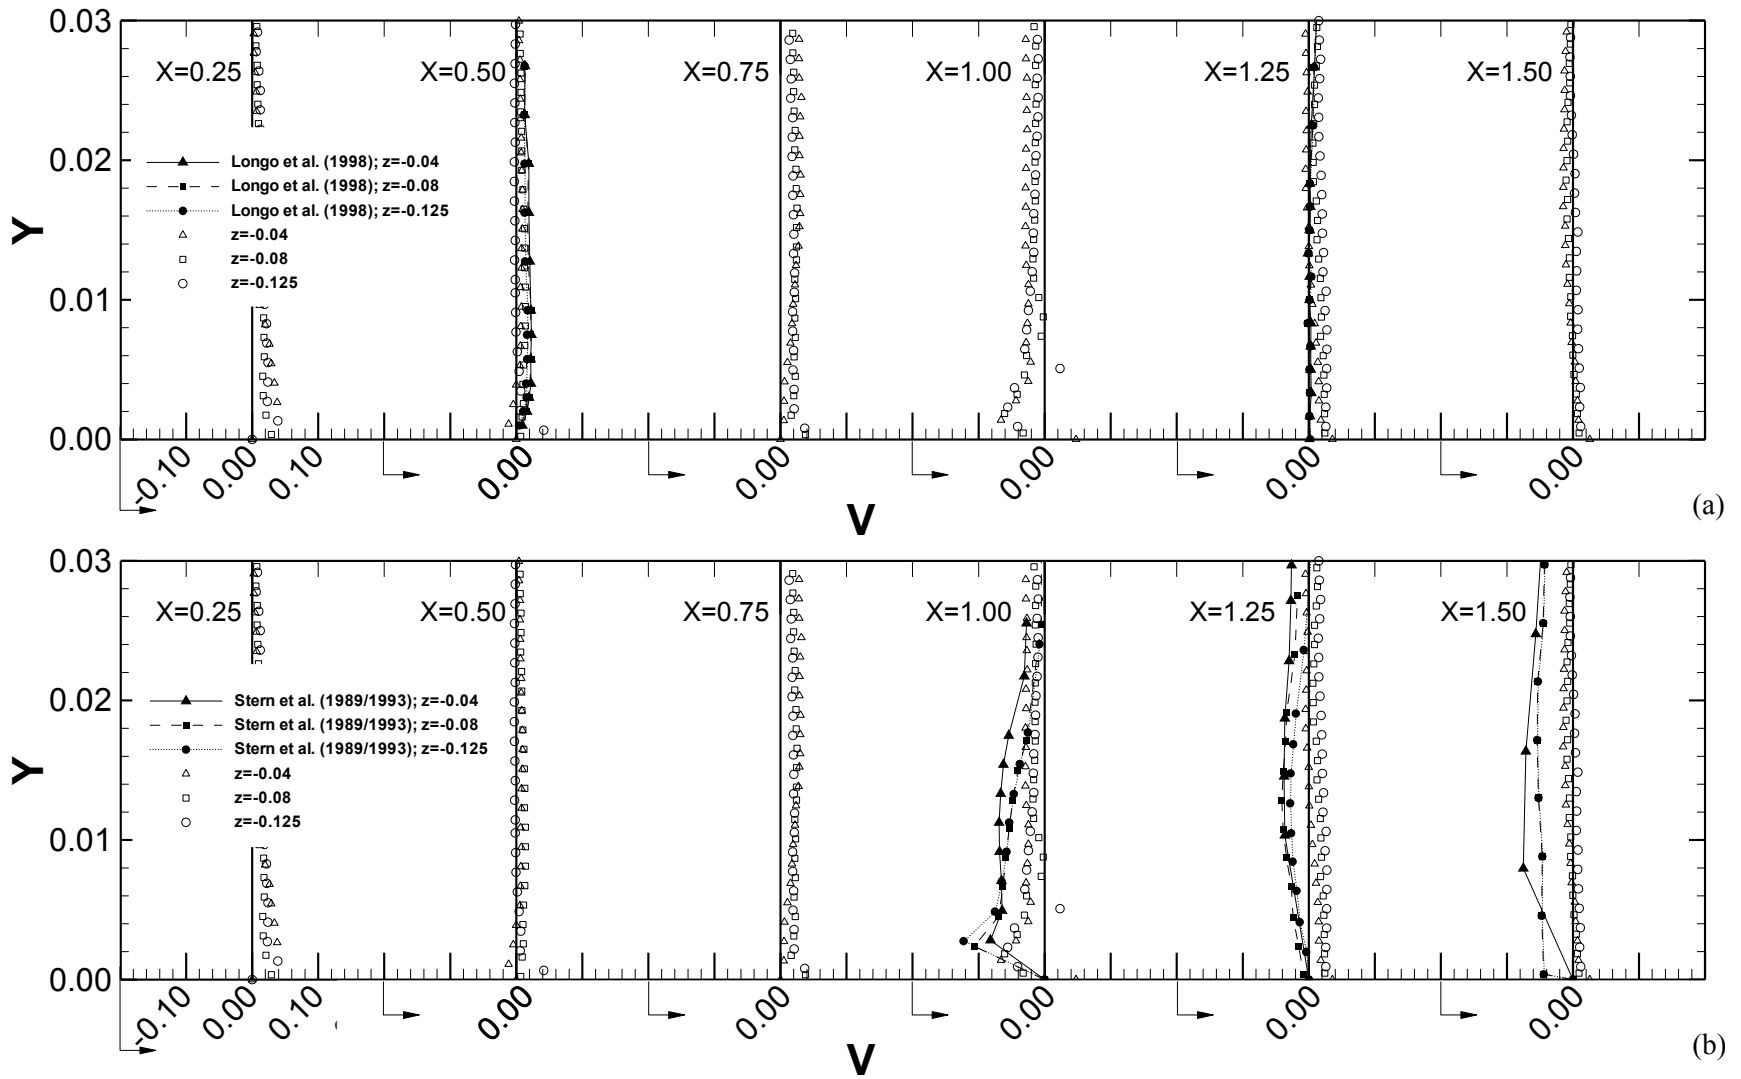 0.03
X=0.25 X=0.50 X=0.75 X=1.00 X=1.25 X=1.50
0.02
Longo et al. (1998); z=-0.04
Longo et al. (1998); z=-0.08
Longo et al. (1998); z=-0.125
z=-0.04
z=-0.08
z=-0.125
Y
0.01
0.00
-0.10 0.00 0.10 0.00 0.00 0.00 0.00 0.00
V
(a)
0.03
X=0.25 X=0.50 X=0.75 X=1.00 X=1.25 X=1.50
0.02
Stern et al. (1989/1993); z=-0.04
Stern et al. (1989/1993); z=-0.08
Stern et al. (1989/1993); z=-0.125
z=-0.04
z=-0.08
z=-0.125
Y
0.01
0.00
-0.10 0.00 0.10 0.00 0.00 0.00 0.00 0.00
V
(b)